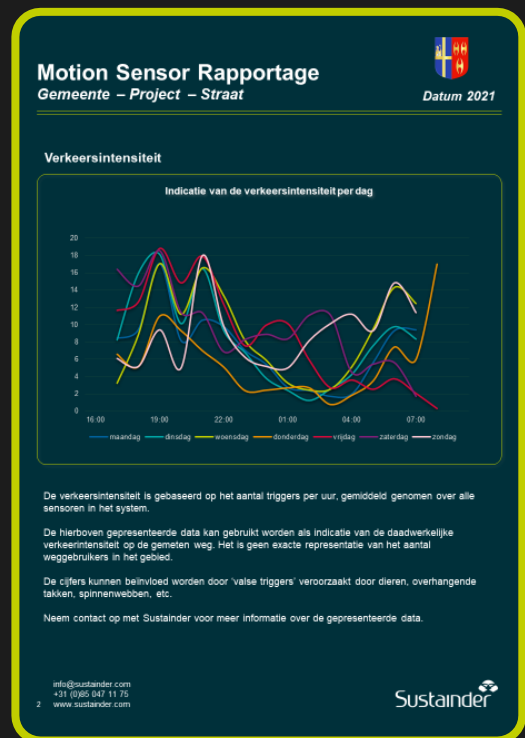 Motion Sensor Rapportage
Gemeente – Project – Straat
Datum 2021
Verkeersintensiteit
Indicatie van de verkeersintensiteit per dag
20
18
16
14
12
10
8
6
4
2
0
16:00 19:00 22:00 01:00 04:00 07:00
maandag dinsdag woensdag donderdag vrijdag zaterdag zondag
De verkeersintensiteit is gebaseerd op het aantal triggers per uur, gemiddeld genomen over alle
sensoren in het system.
De hierboven gepresenteerde data kan gebruikt worden als indicatie van de daadwerkelijke
verkeerintensiteit op de gemeten weg. Het is geen exacte representatie van het aantal
weggebruikers in het gebied.
De cijfers kunnen beïnvloed worden door ‘valse triggers’ veroorzaakt door dieren, overhangende
takken, spinnenwebben, etc.
Neem contact op met Sustainder voor meer informatie over de gepresenteerde data.
info@sustainder.com
+31 (0)85 047 11 75
2 www.sustainder.com
Sustainder